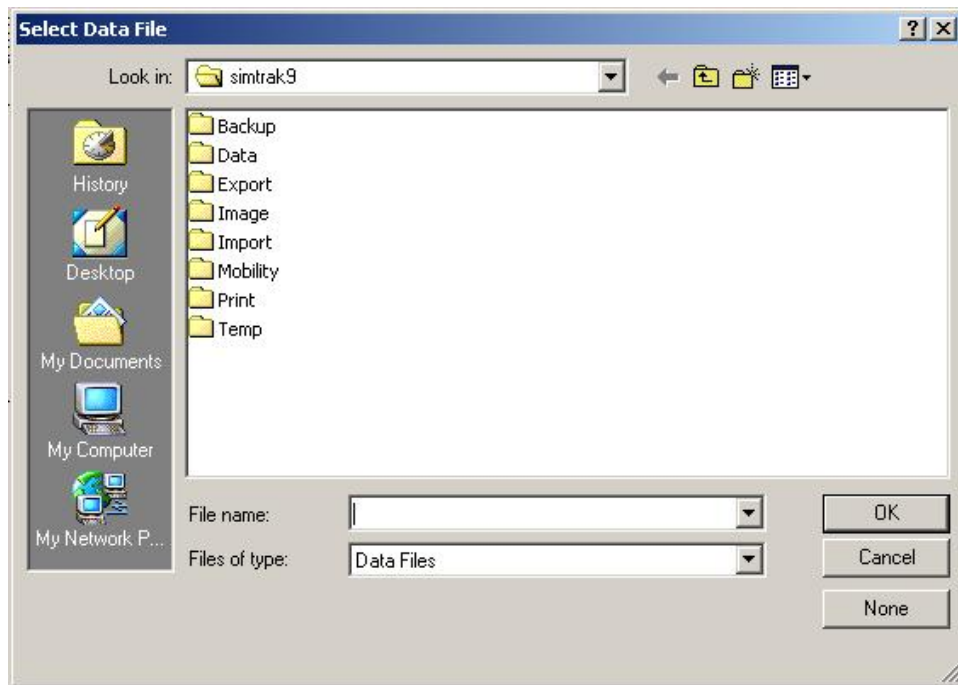 Select Data File
Look in: simtrak9
History
Desktop
My Documents
My Computer
My Network P...
Backup
Data
Export
Image
Import
Mobility
Print
Temp
File name:
OK
Files of type: Data Files
Cancel
None